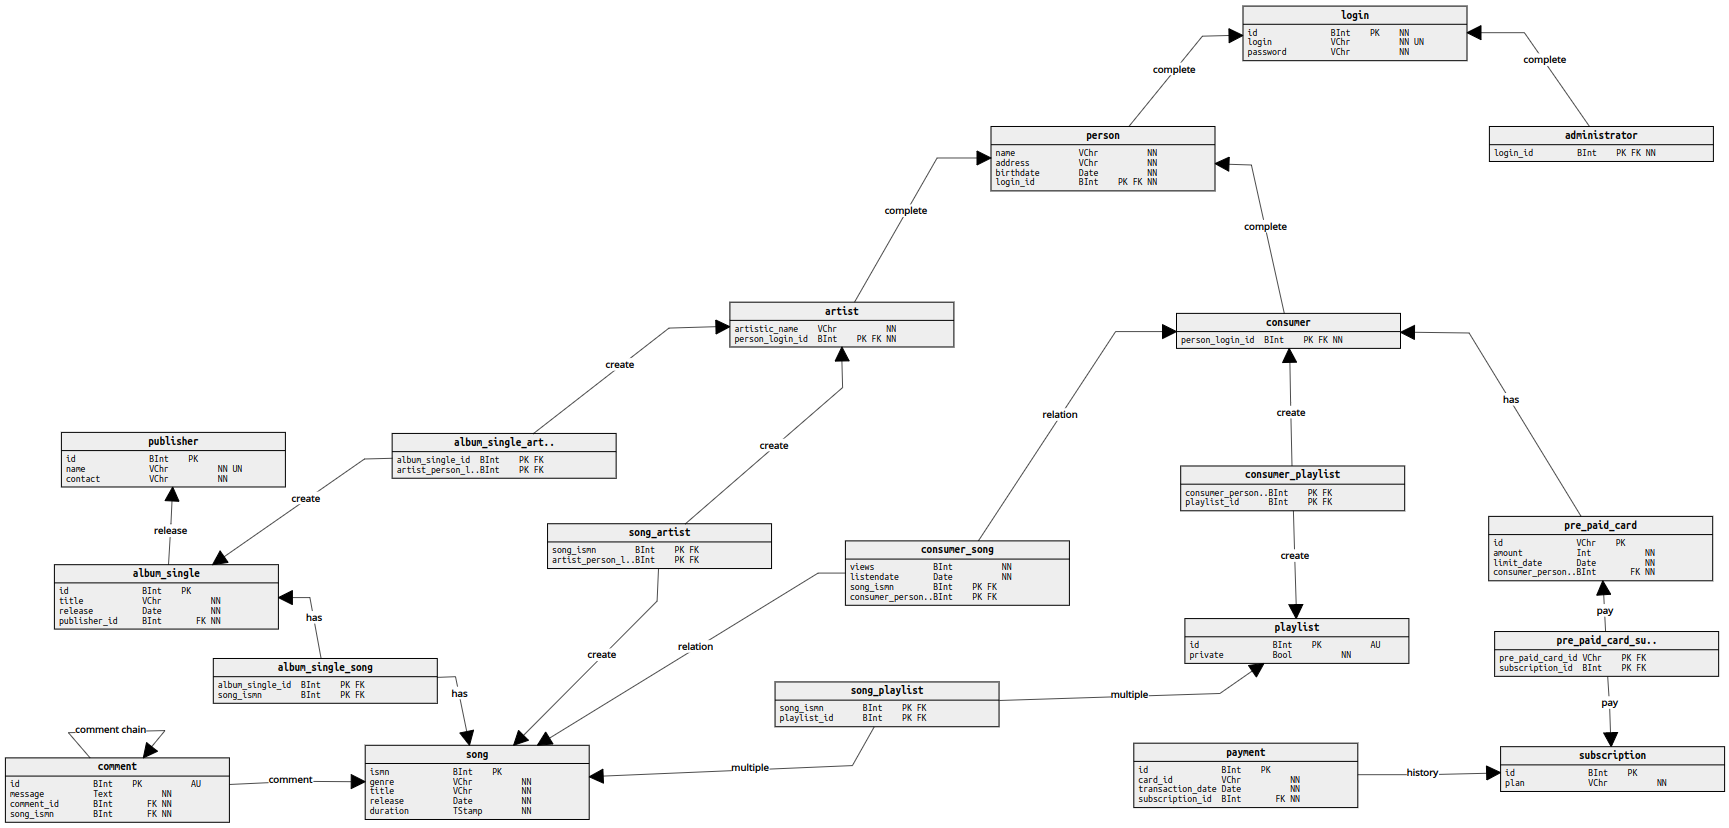 login
id BInt PK NN
login VChr NN UN
password VChr NN
complete
complete
person
name VChr NN
address VChr NN
birthdate Date NN
login_id BInt PK FK NN
administrator
login_id BInt PK FK NN
complete
complete
artist
artistic_name VChr NN
person_login_id BInt PK FK NN
consumer
person_login_id BInt PK FK NN
create
create
relation
create
has
publisher
id BInt PK
name VChr NN UN
contact VChr NN
album_single_art..
album_single_id BInt PK FK
artist_person_l..BInt PK FK
consumer_playlist
consumer_person..BInt PK FK
playlist_id BInt PK FK
create
release
song_artist
song_ismn BInt PK FK
artist_person_l..BInt PK FK
consumer_song
views BInt NN
listendate Date NN
song_ismn BInt PK FK
consumer_person..BInt PK FK
create
pre_paid_card
id VChr PK
amount Int NN
limit_date Date NN
consumer_person..BInt FK NN
album_single
id BInt PK
title VChr NN
release Date NN
publisher_id BInt FK NN
has
pay
create
relation
playlist
id BInt PK AU
private Bool NN
pre_paid_card_su..
pre_paid_card_id VChr PK FK
subscription_id BInt PK FK
album_single_song
album_single_id BInt PK FK
song_ismn BInt PK FK
has
song_playlist
song_ismn BInt PK FK
playlist_id BInt PK FK
multiple
pay
comment chain
comment
id BInt PK AU
message Text NN
comment_id BInt FK NN
song_ismn BInt FK NN
comment
song
ismn BInt PK
genre VChr NN
title VChr NN
release Date NN
duration TStamp NN
multiple
payment
id BInt PK
card_id VChr NN
transaction_date Date NN
subscription_id BInt FK NN
history
subscription
id BInt PK
plan VChr NN